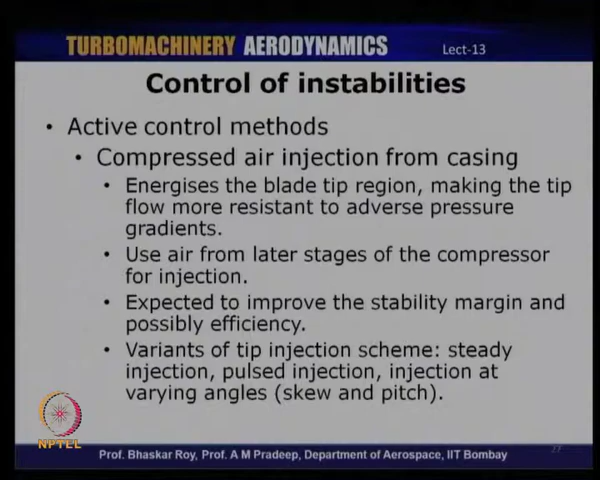 TURBOMACHINERY AERODYNAMICS Lect-13
Control of instabilities
• Active control methods
• Compressed air injection from casing
• Energises the blade tip region, making the tip
flow more resistant to adverse pressure
gradients.
• Use air from later stages of the compressor
for injection.
• Expected to improve the stability margin and
possibly efficiency.
• Variants of tip injection scheme: steady
injection, pulsed injection, injection at
varying angles (skew and pitch).
NPTEL
27
Prof. Bhaskar Roy, Prof. A M Pradeep, Department of Aerospace, IIT Bombay